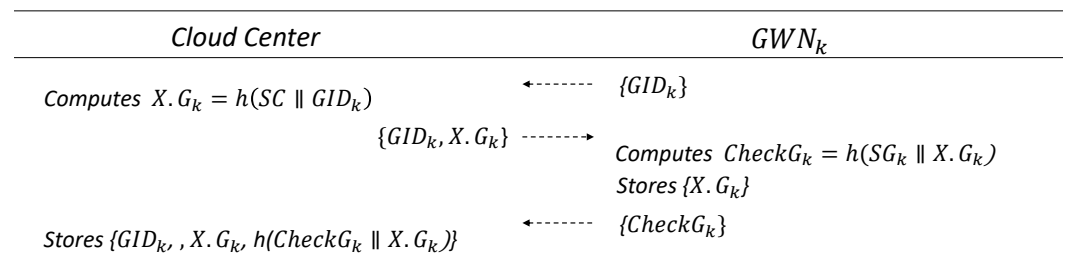 Cloud Center GWN_k
{GID_k}
Computes X.G_k = h(SC ∥ GID_k)
{GID_k, X.G_k}
Computes CheckG_k = h(SG_k ∥ X.G_k)
Stores {X.G_k}
{CheckG_k}
Stores {GID_k, , X.G_k, h(CheckG_k ∥ X.G_k)}